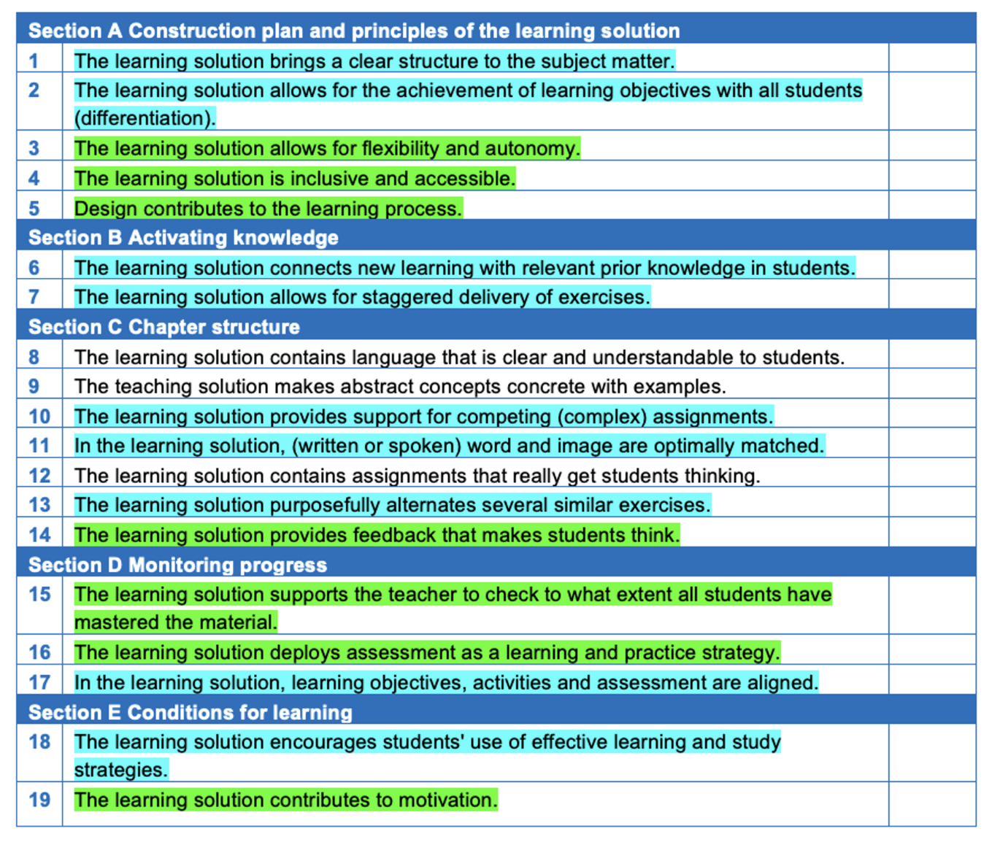 Section A Construction plan and principles of the learning solution
1 The learning solution brings a clear structure to the subject matter.
2 The learning solution allows for the achievement of learning objectives with all students
(differentiation).
3 The learning solution allows for flexibility and autonomy.
4 The learning solution is inclusive and accessible.
5 Design contributes to the learning process.
Section B Activating knowledge
6 The learning solution connects new learning with relevant prior knowledge in students.
7 The learning solution allows for staggered delivery of exercises.
Section C Chapter structure
8 The learning solution contains language that is clear and understandable to students.
9 The teaching solution makes abstract concepts concrete with examples.
10 The learning solution provides support for competing (complex) assignments.
11 In the learning solution, (written or spoken) word and image are optimally matched.
12 The learning solution contains assignments that really get students thinking.
13 The learning solution purposefully alternates several similar exercises.
14 The learning solution provides feedback that makes students think.
Section D Monitoring progress
15 The learning solution supports the teacher to check to what extent all students have
mastered the material.
16 The learning solution deploys assessment as a learning and practice strategy.
17 In the learning solution, learning objectives, activities and assessment are aligned.
Section E Conditions for learning
18 The learning solution encourages students' use of effective learning and study
strategies.
19 The learning solution contributes to motivation.